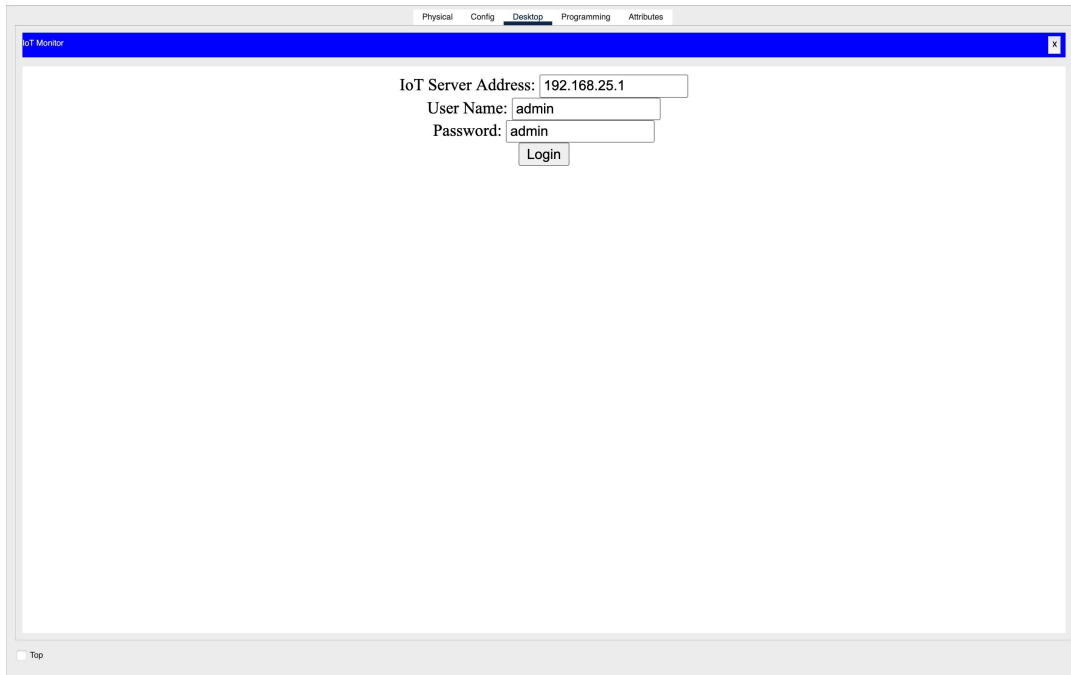 Physical Config Desktop Programming Attributes
IoT Monitor X
IoT Server Address: 192.168.25.1
User Name: admin
Password: admin
Login
Top